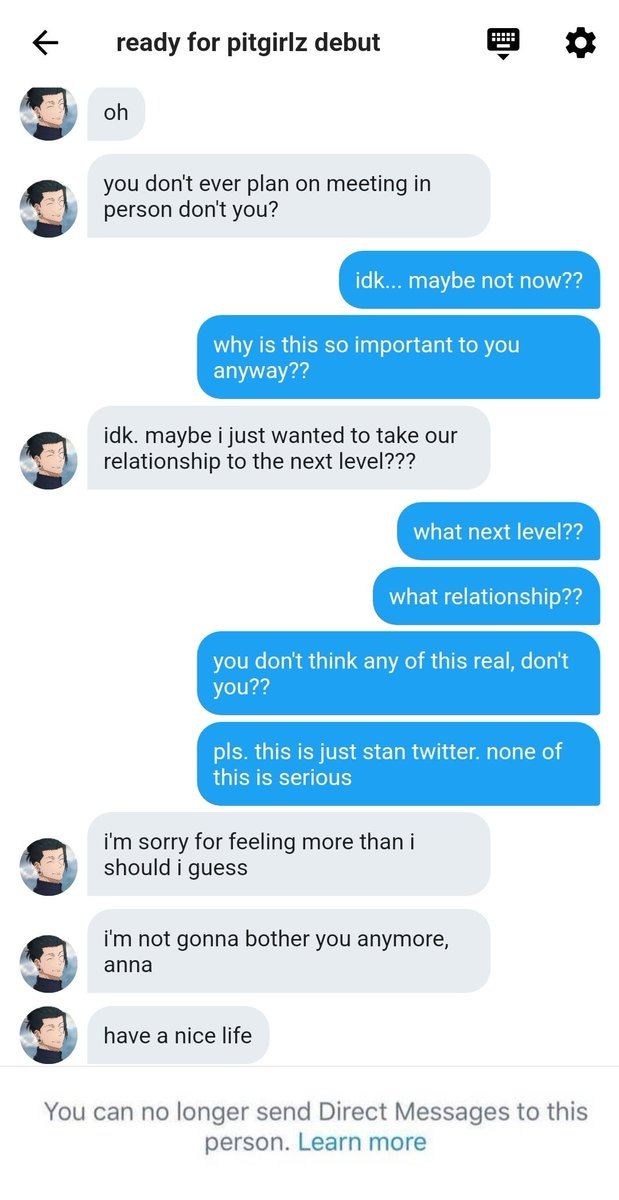 ready for pitgirlz debut
oh
you don't ever plan on meeting in
person don't you?
idk... maybe not now??
why is this so important to you
anyway??
idk. maybe i just wanted to take our
relationship to the next level???
what next level??
what relationship??
you don't think any of this real, don't
you??
pls. this is just stan twitter. none of
this is serious
i'm sorry for feeling more than i
should i guess
i'm not gonna bother you anymore,
anna
have a nice life
You can no longer send Direct Messages to this
person. Learn more